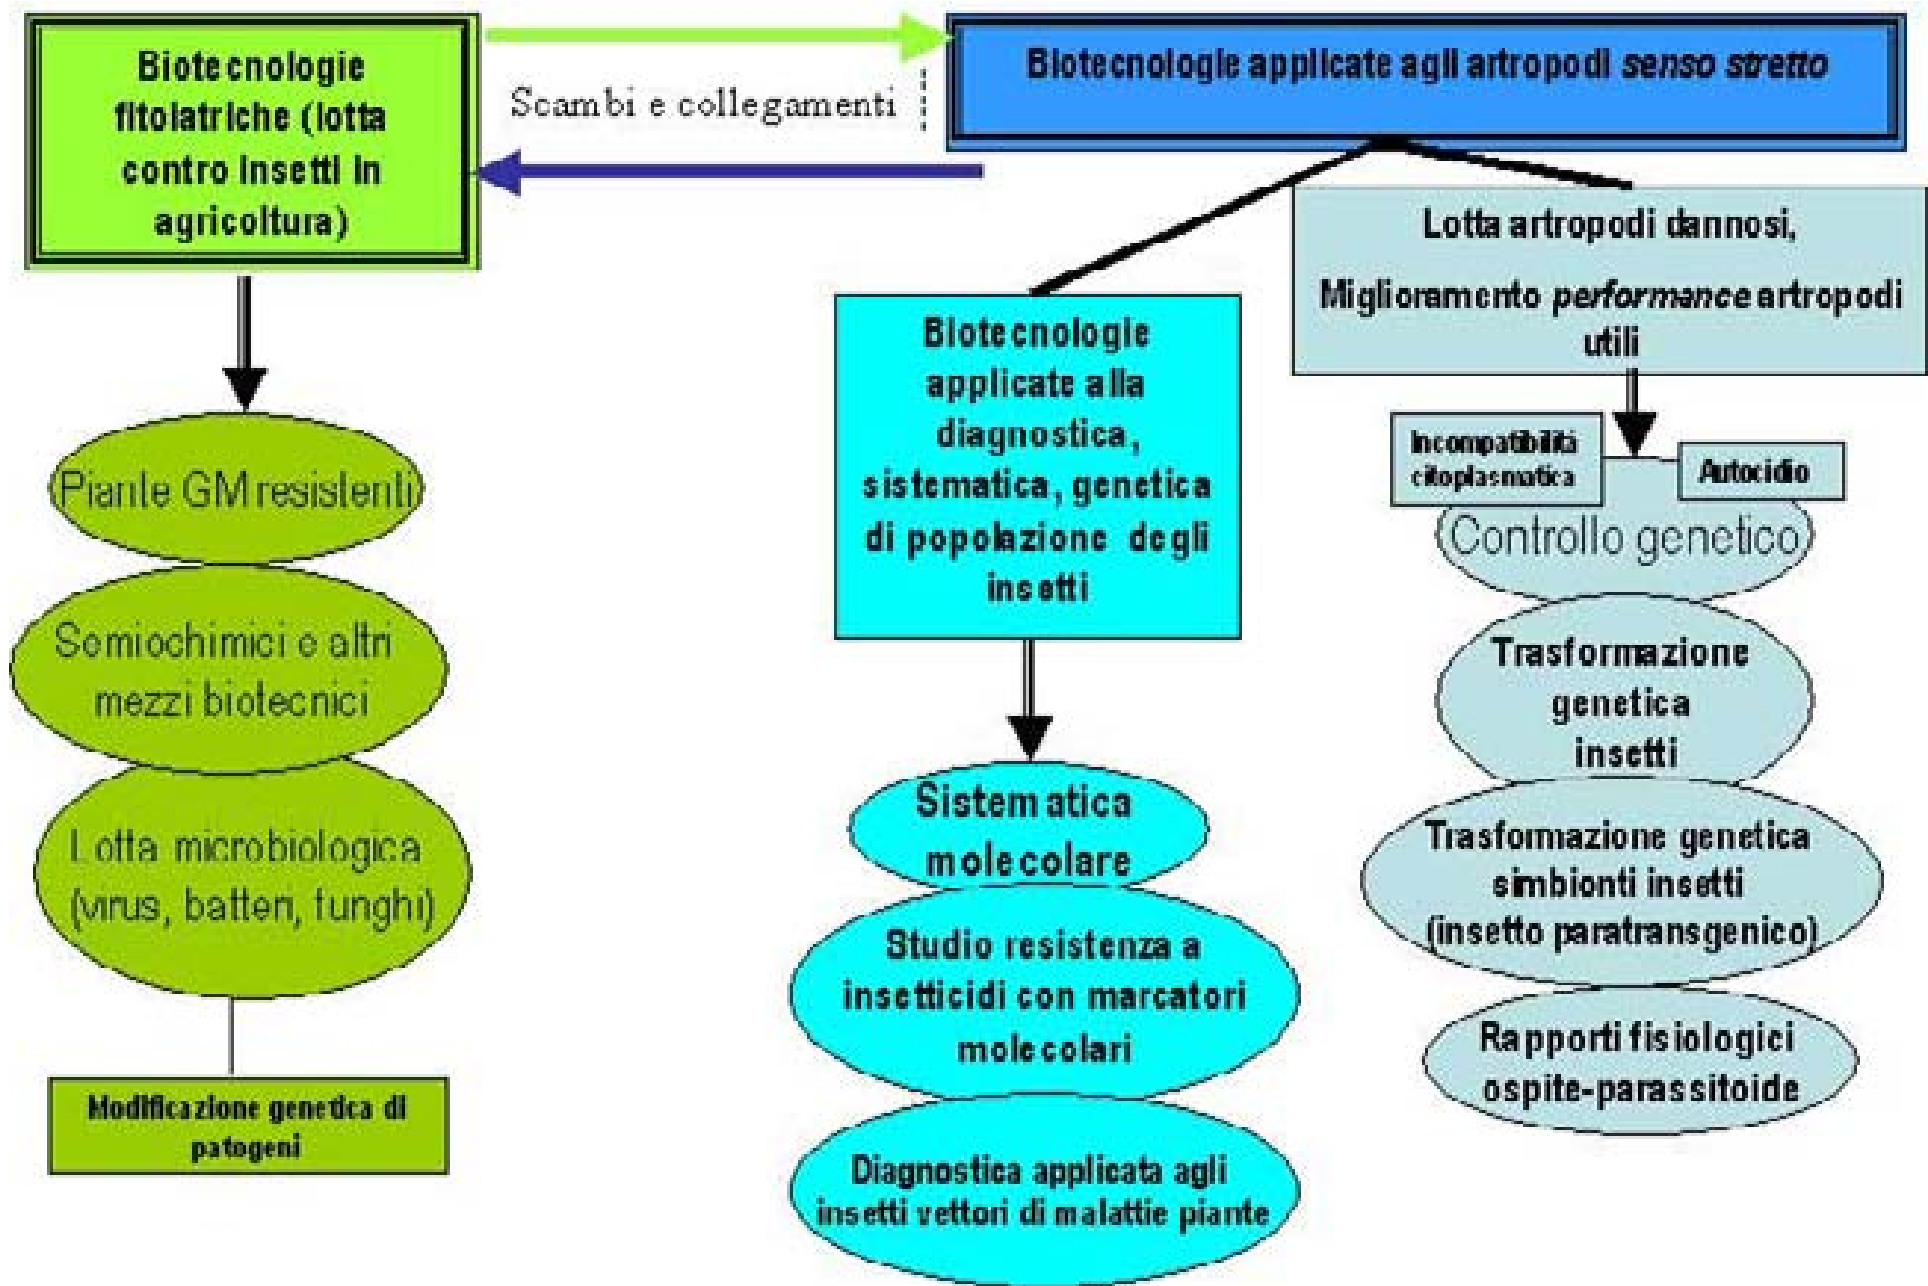 Biotecnologie
fitoiatriche (lotta
contro insetti in
agricoltura)
Scambi e collegamenti
Biotecnologie applicate agli artropodi senso stretto
Lotta artropodi dannosi,
Miglioramento performance artropodi
utili
Biotecnologie
applicate alla
diagnostica,
sistematica, genetica
di popolazione degli
insetti
Incompatibilità
citoplasmatica
Autocidio
Controllo genetico
Piante GM resistenti
Semiochimici e altri
mezzi biotecnici
Lotta microbiologica
(virus, batteri, funghi)
Modificazione genetica di
patogeni
Sistematica
molecolare
Studio resistenza a
insetticidi con marcatori
molecolari
Diagnostica applicata agli
insetti vettori di malattie piante
Trasformazione
genetica
insetti
Trasformazione genetica
simbionti insetti
(insetto paratransgenico)
Rapporti fisiologici
ospite-parassitoide